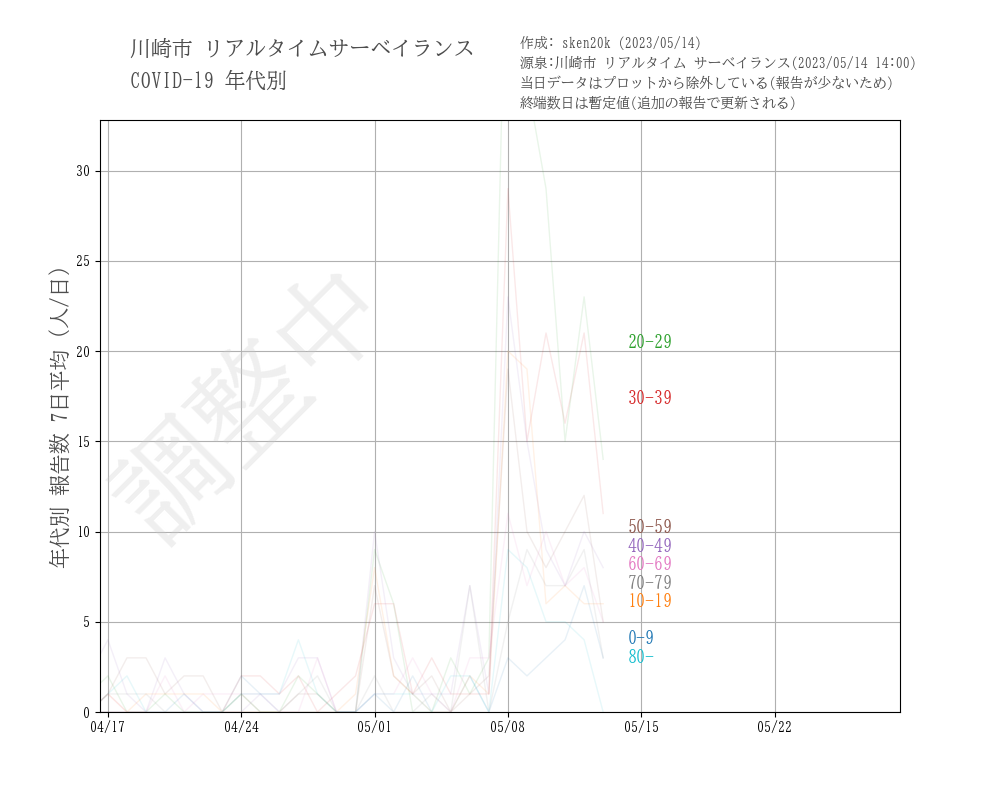 川崎市 リアルタイムサーベイランス
COVID-19 年代別
作成: sken20k (2023/05/14)
源泉:川崎市 リアルタイム サーベイランス(2023/05/14 14:00)
当日データはプロットから除外している(報告が少ないため)
終端数日は暫定値(追加の報告で更新される)
年代別 報告数 7日平均 (人/日)
調整中
30
25
20
15
10
5
0
20-29
30-39
50-59
40-49
60-69
70-79
10-19
0-9
80-
04/17 04/24 05/01 05/08 05/15 05/22